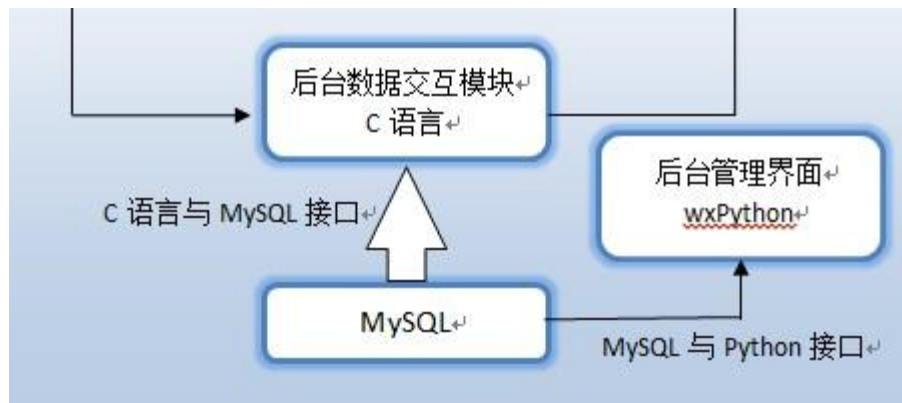 后台数据交互模块
C 语言
后台管理界面
wxPython
C 语言与 MySQL 接口
MySQL
MySQL 与 Python 接口